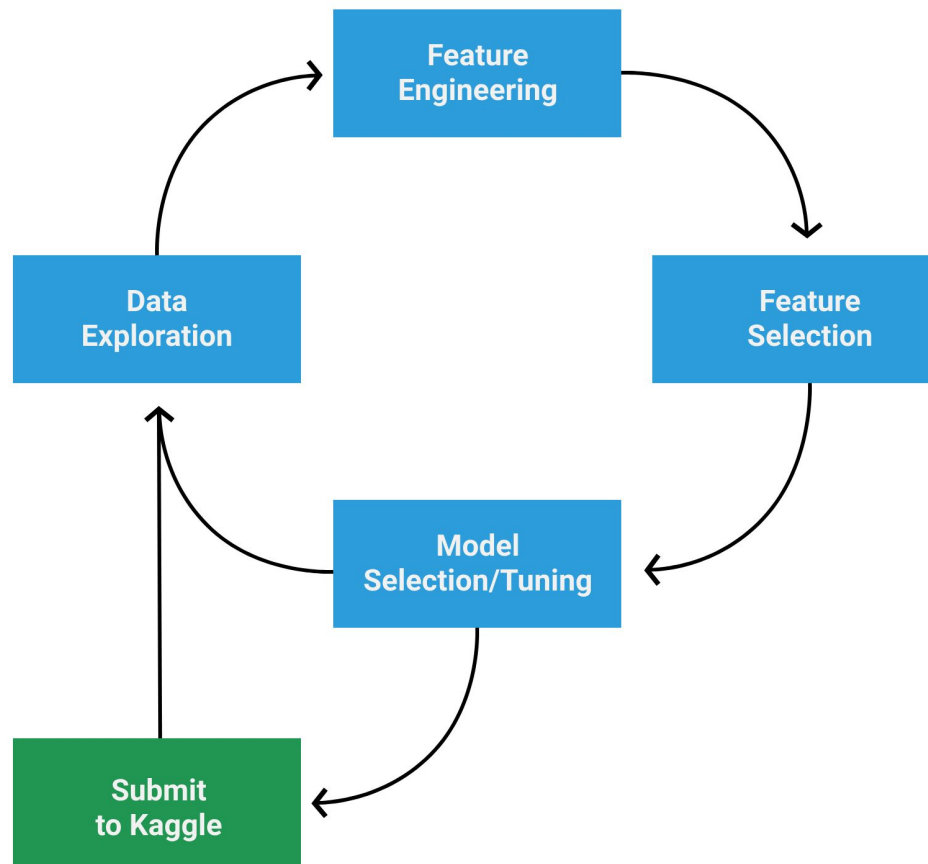 Feature
Engineering
Data
Exploration
Feature
Selection
Model
Selection/Tuning
Submit
to Kaggle